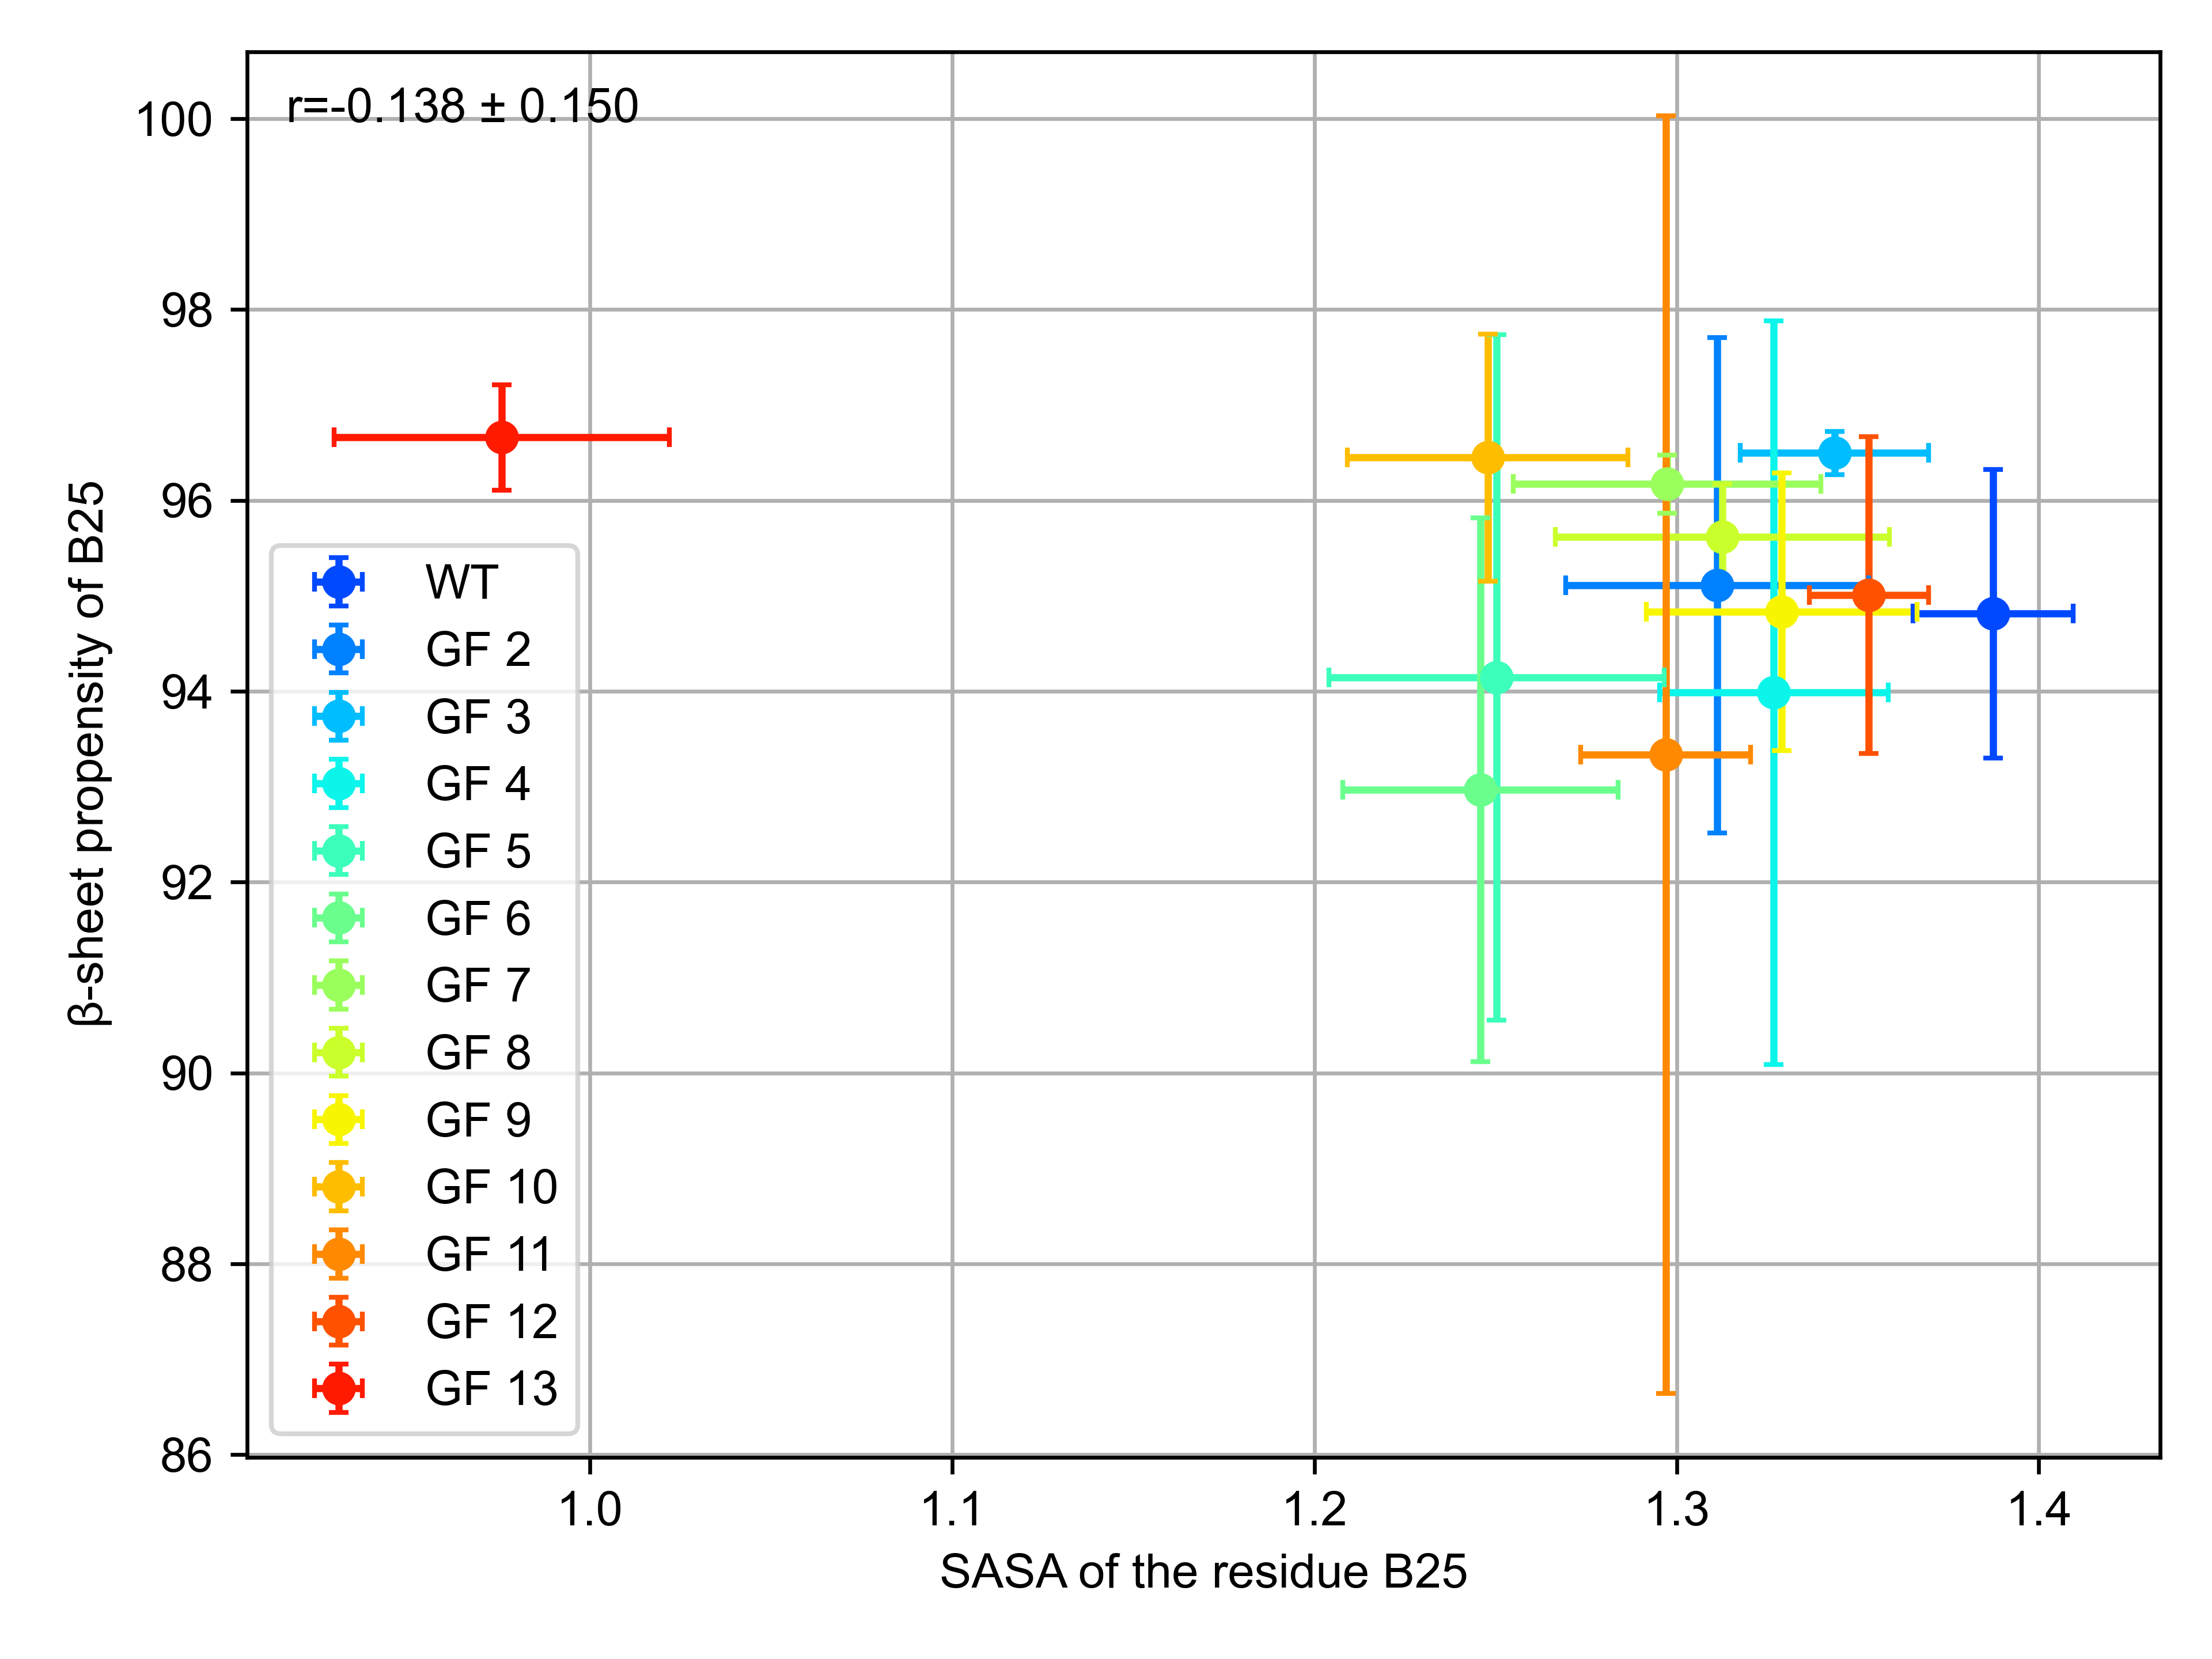 r=-0.138 ± 0.150
100
98
96
94
92
90
88
86
β-sheet propensity of B25
WT
GF 2
GF 3
GF 4
GF 5
GF 6
GF 7
GF 8
GF 9
GF 10
GF 11
GF 12
GF 13
1.0 1.1 1.2 1.3 1.4
SASA of the residue B25